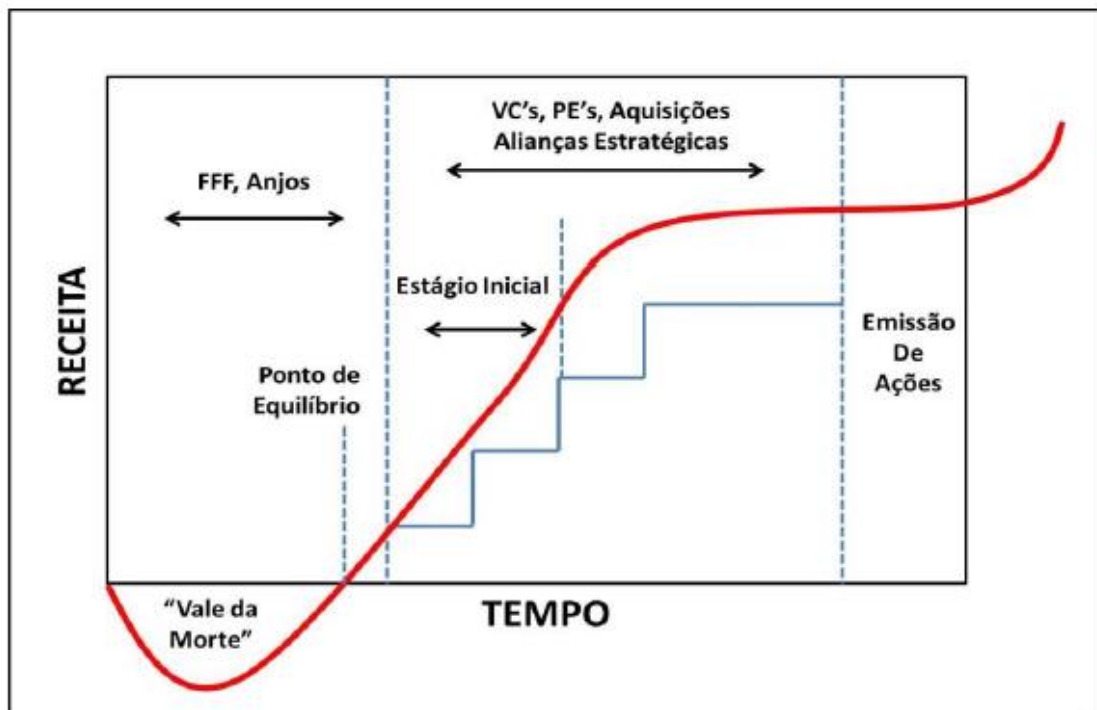 VC's, PE's, Aquisições
Alianças Estratégicas
FFF, Anjos
Estágio Inicial
RECEITA
Ponto de
Equilíbrio
Emissão
De
Ações
"Vale da
Morte"
TEMPO